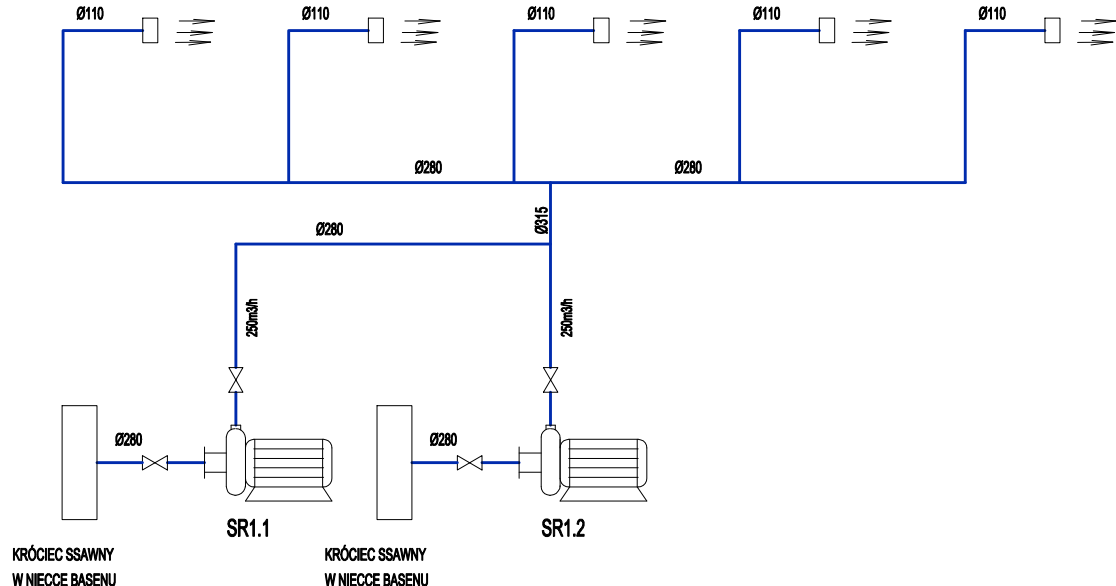 Ø110
Ø110
Ø110
Ø110
Ø110
Ø280
Ø280
Ø315
Ø280
250m3/h
250m3/h
Ø280
Ø280
SR1.1
SR1.2
KRÓCIEC SSAWNY
W NIECCE BASENU
KRÓCIEC SSAWNY
W NIECCE BASENU